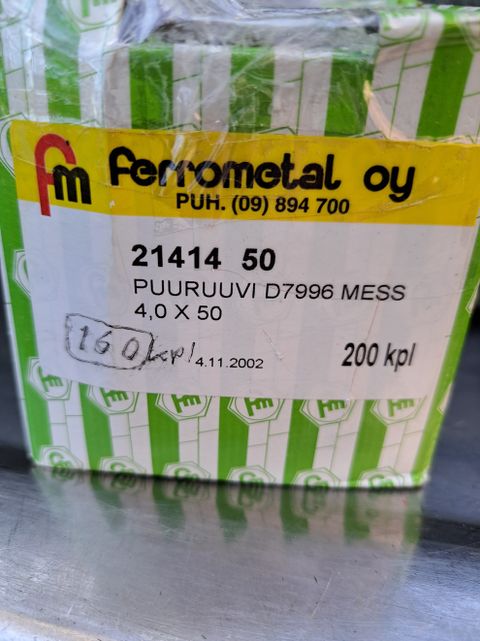 fm ferrometal oy
PUH. (09) 894 700
21414 50
PUURUUVI D7996 MESS
4,0 X 50
160 kpl 4.11.2002 200 kpl